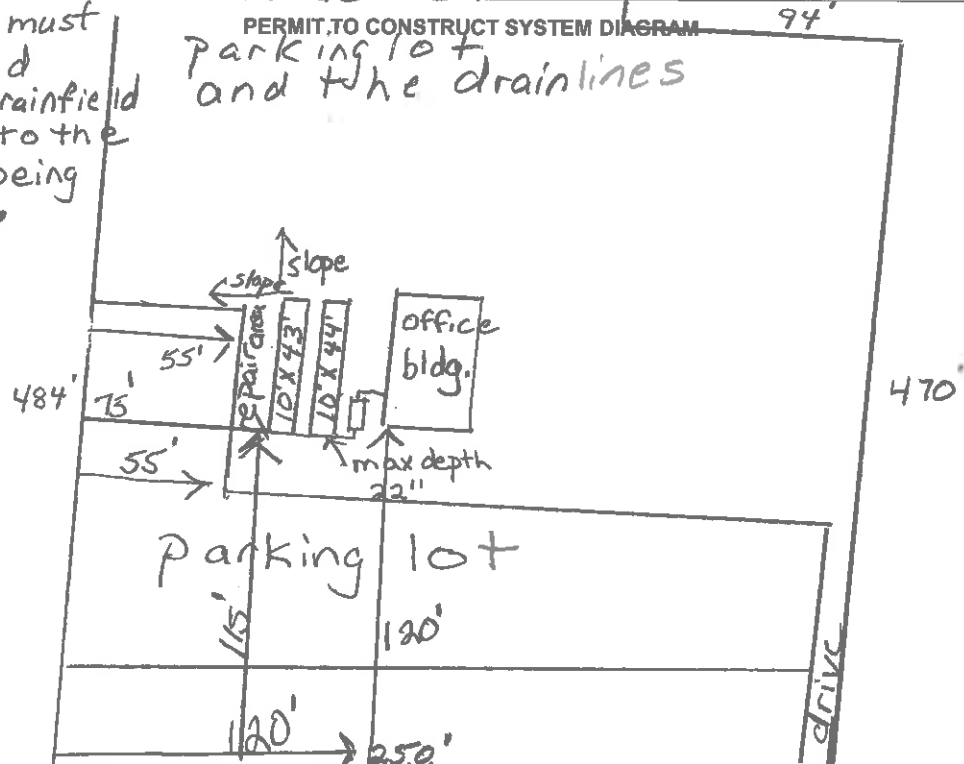 must
d
rainfield
to the
being
PERMIT TO CONSTRUCT SYSTEM DIAGRAM
94'
parking lot
and the drainlines
slope
slope
repair area
10' X 43'
10' X 44'
office
bldg.
55'
484'
75'
470'
55'
max depth
22"
parking lot
115'
120'
drive
120'
250'